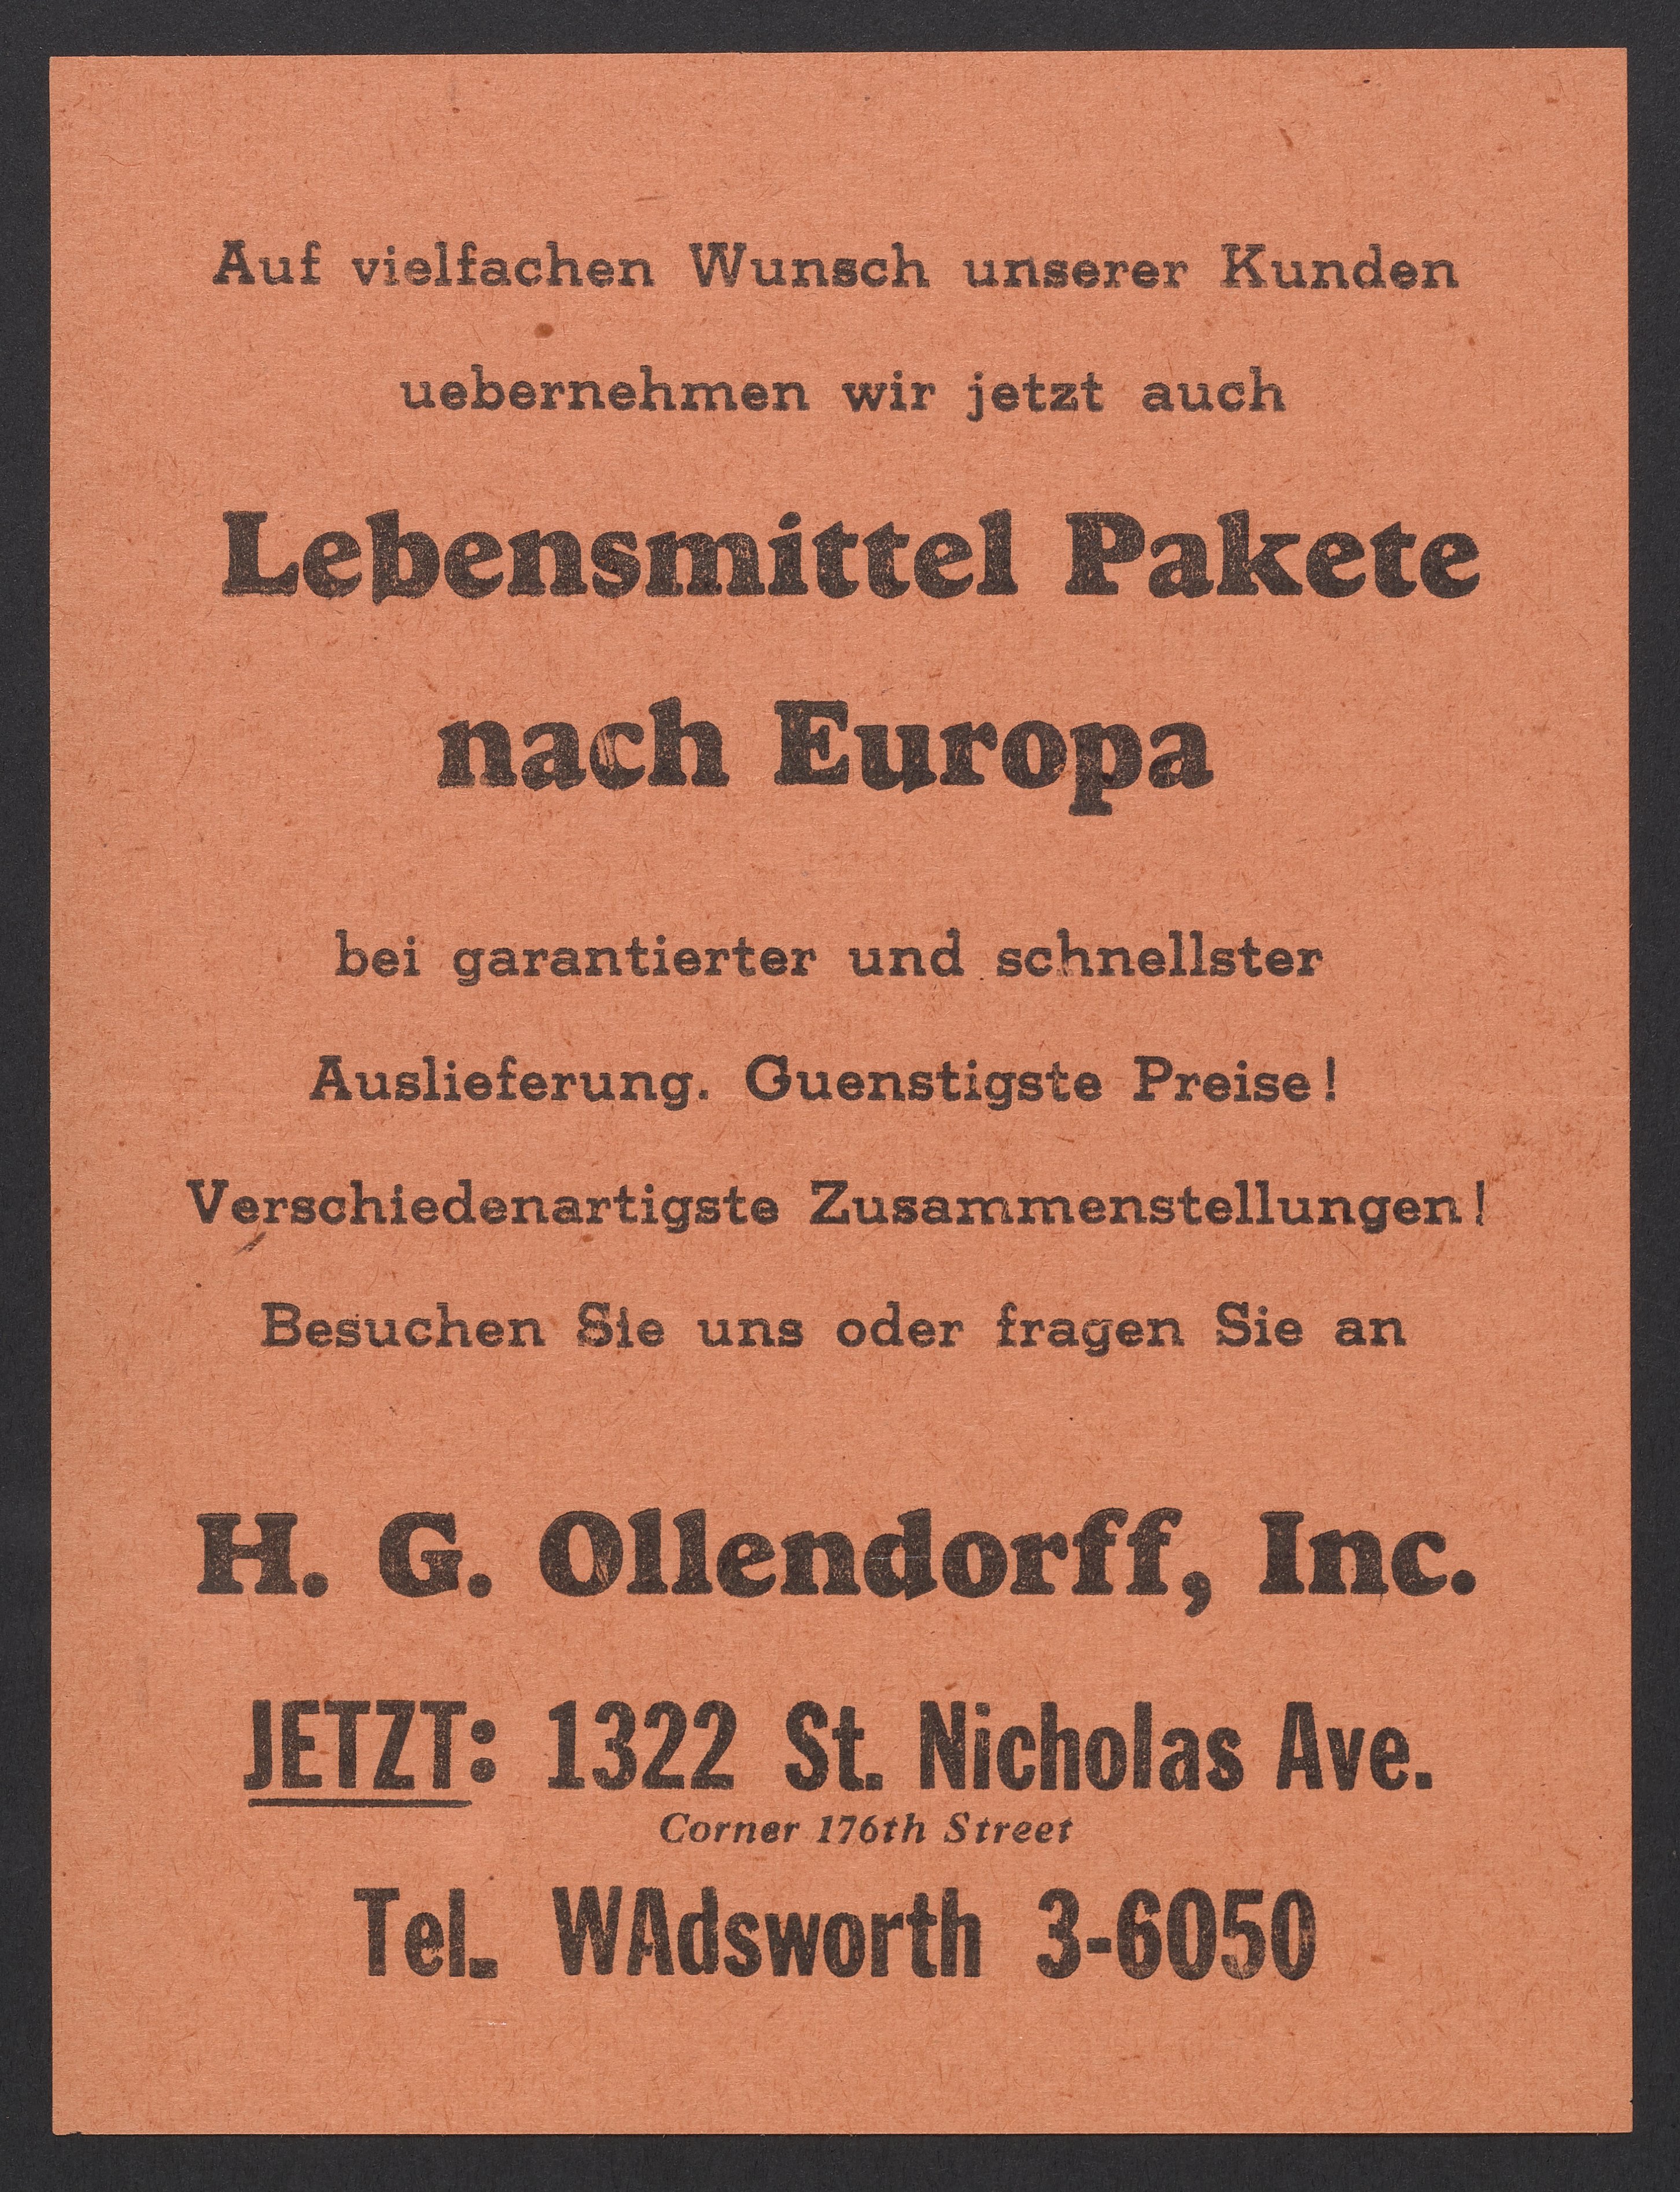 Auf vielfachen Wunsch unserer Kunden
uebernehmen wir jetzt auch
Lebensmittel Pakete
nach Europa
bei garantierter und schnellster
Auslieferung. Guenstigste Preise!
Verschiedenartigste Zusammenstellungen!
Besuchen Sie uns oder fragen Sie an
H. G. Ollendorff, Inc.
JETZT: 1322 St. Nicholas Ave.
Corner 176th Street
Tel. WAdsworth 3-6050